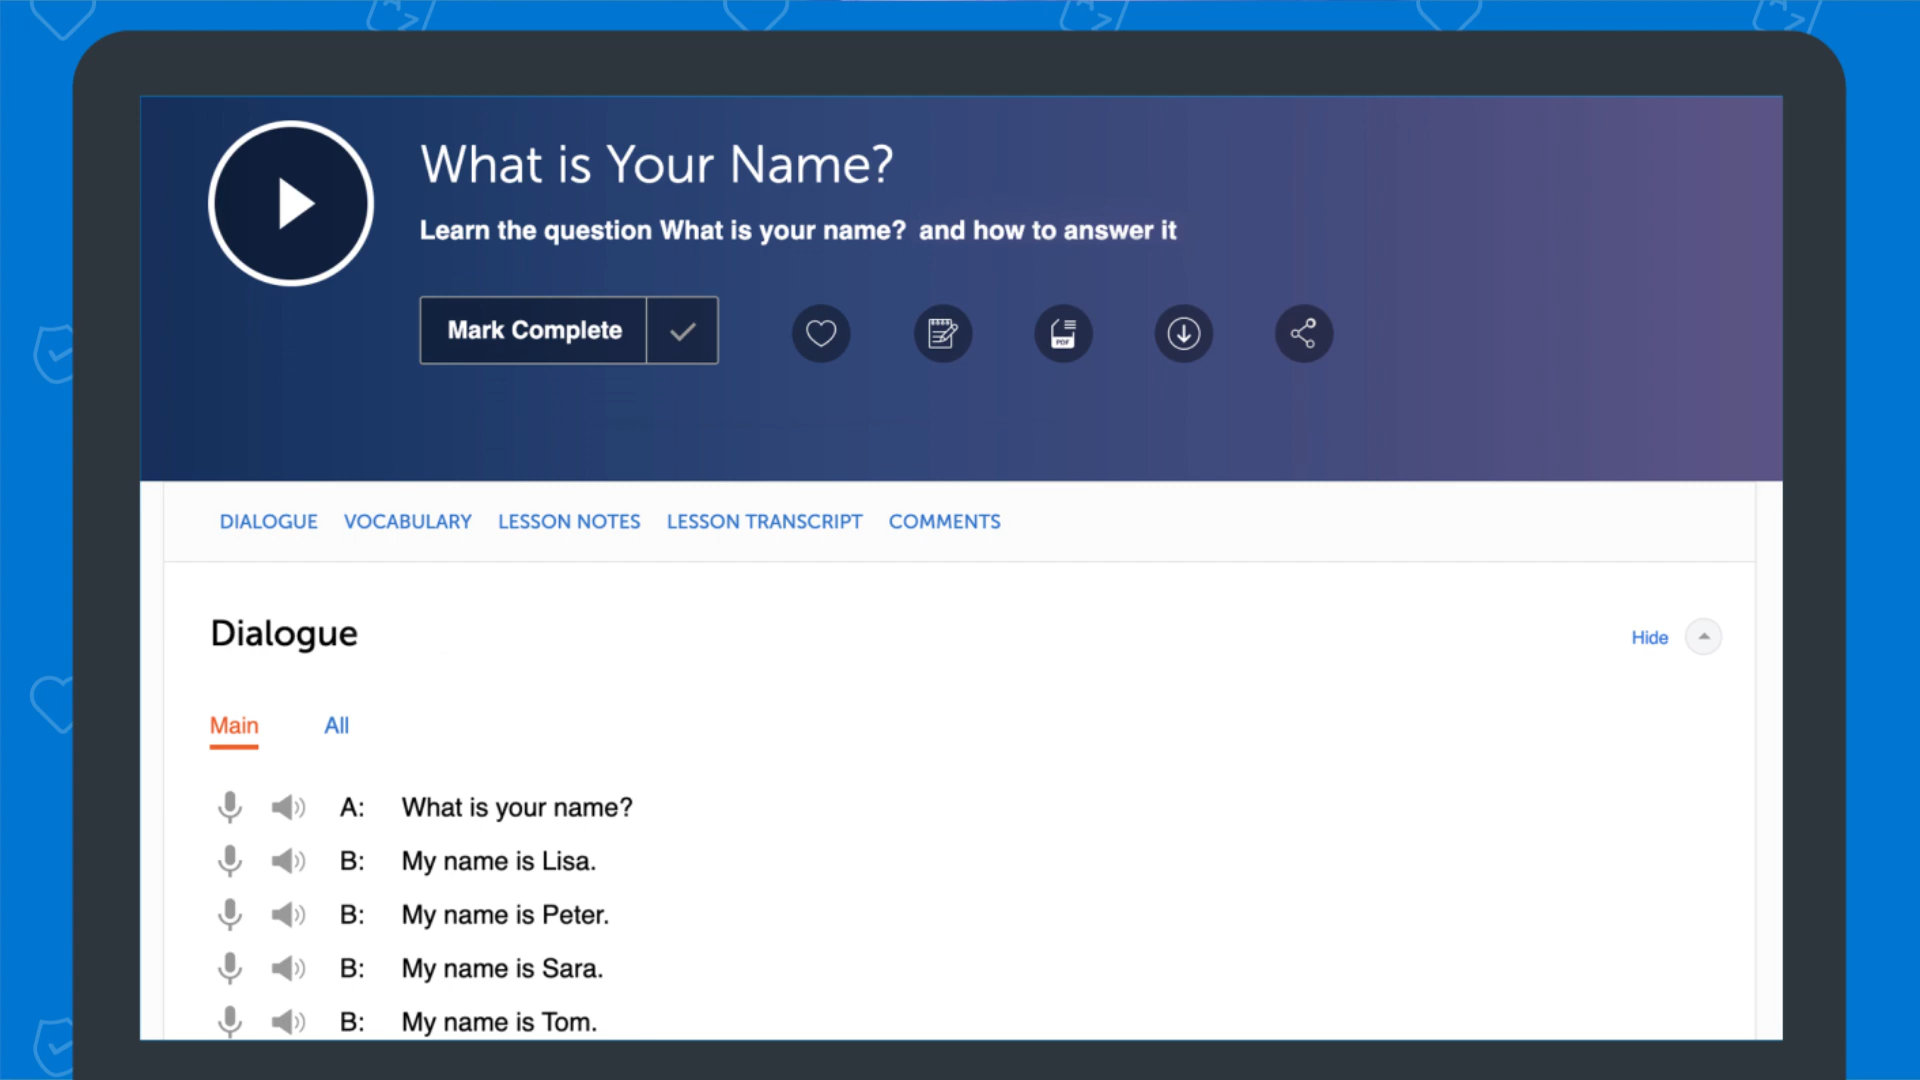 What is Your Name?
Learn the question What is your name? and how to answer it
Mark Complete
PDF
DIALOGUE VOCABULARY LESSON NOTES LESSON TRANSCRIPT COMMENTS
Dialogue
Hide
Main All
A: What is your name?
B: My name is Lisa.
B: My name is Peter.
B: My name is Sara.
B: My name is Tom.